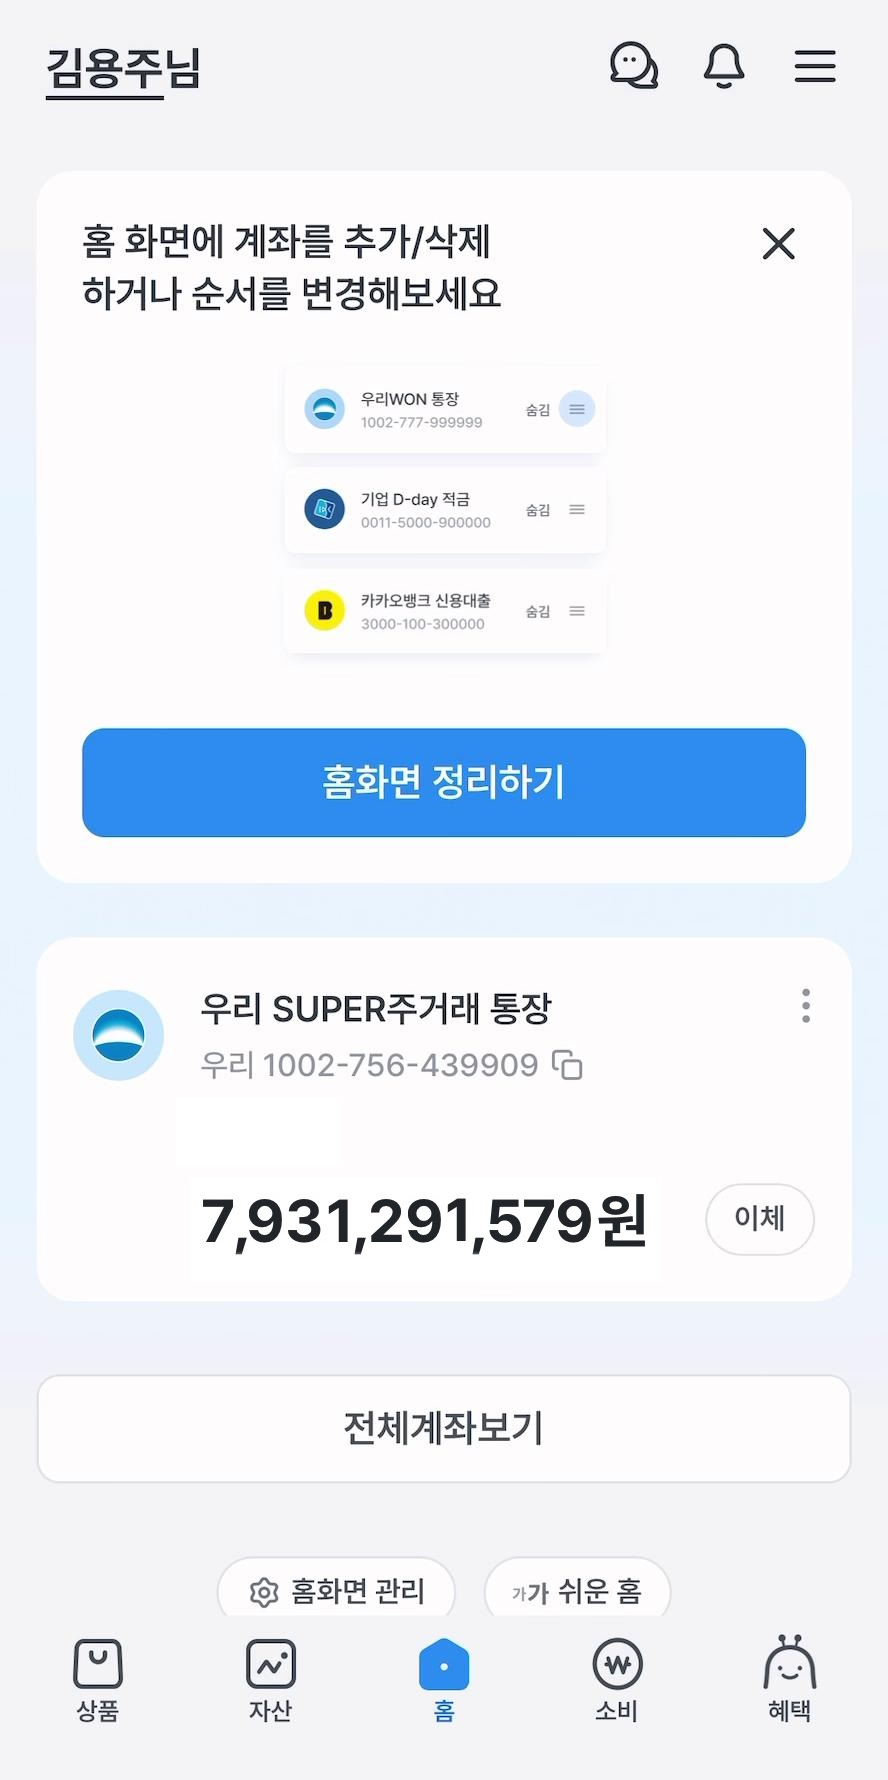 김용주님
홈 화면에 계좌를 추가/삭제
하거나 순서를 변경해보세요
우리WON 통장
1002-777-999999
숨김
기업 D-day 적금
0011-5000-900000
숨김
카카오뱅크 신용대출
3000-100-300000
숨김
홈화면 정리하기
우리 SUPER주거래 통장
우리 1002-756-439909
7,931,291,579원
이체
전체계좌보기
홈화면 관리
가가 쉬운 홈
상품
자산
홈
소비
혜택